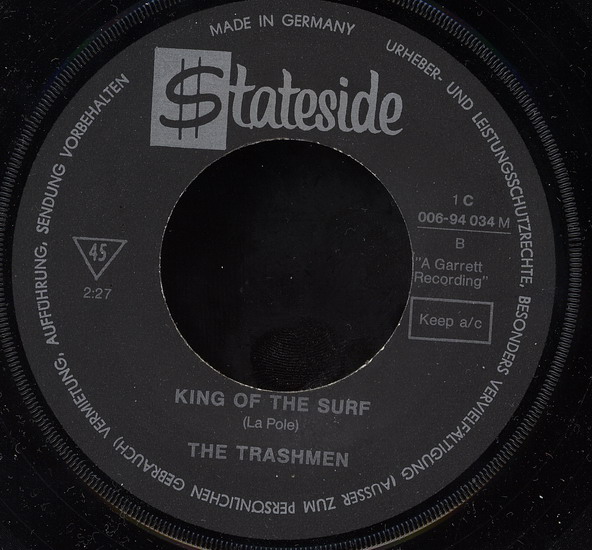 MADE IN GERMANY
URHEBER- UND LEISTUNGSSCHUTZRECHTE, BESONDERS VERVIELFÄLTIGUNG (AUSSER ZUM PERSÖNLICHEN GEBRAUCH) VERMIETUNG, AUFFÜHRUNG, SENDUNG VORBEHALTEN
$tateside
1 C
006-94 034 M
B
"A Garrett
Recording"
Keep a/c
45
2:27
KING OF THE SURF
(La Pole)
THE TRASHMEN